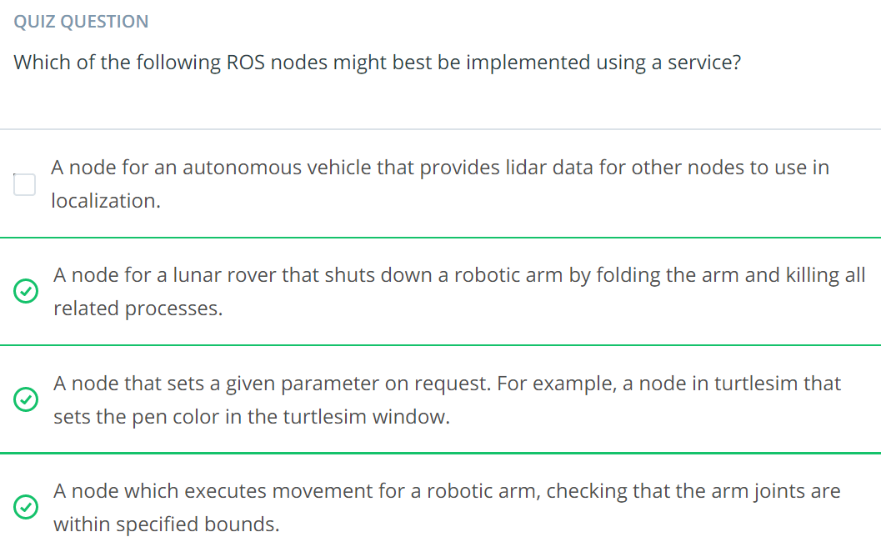 QUIZ QUESTION
Which of the following ROS nodes might best be implemented using a service?
A node for an autonomous vehicle that provides lidar data for other nodes to use in
localization.
A node for a lunar rover that shuts down a robotic arm by folding the arm and killing all
related processes.
A node that sets a given parameter on request. For example, a node in turtlesim that
sets the pen color in the turtlesim window.
A node which executes movement for a robotic arm, checking that the arm joints are
within specified bounds.